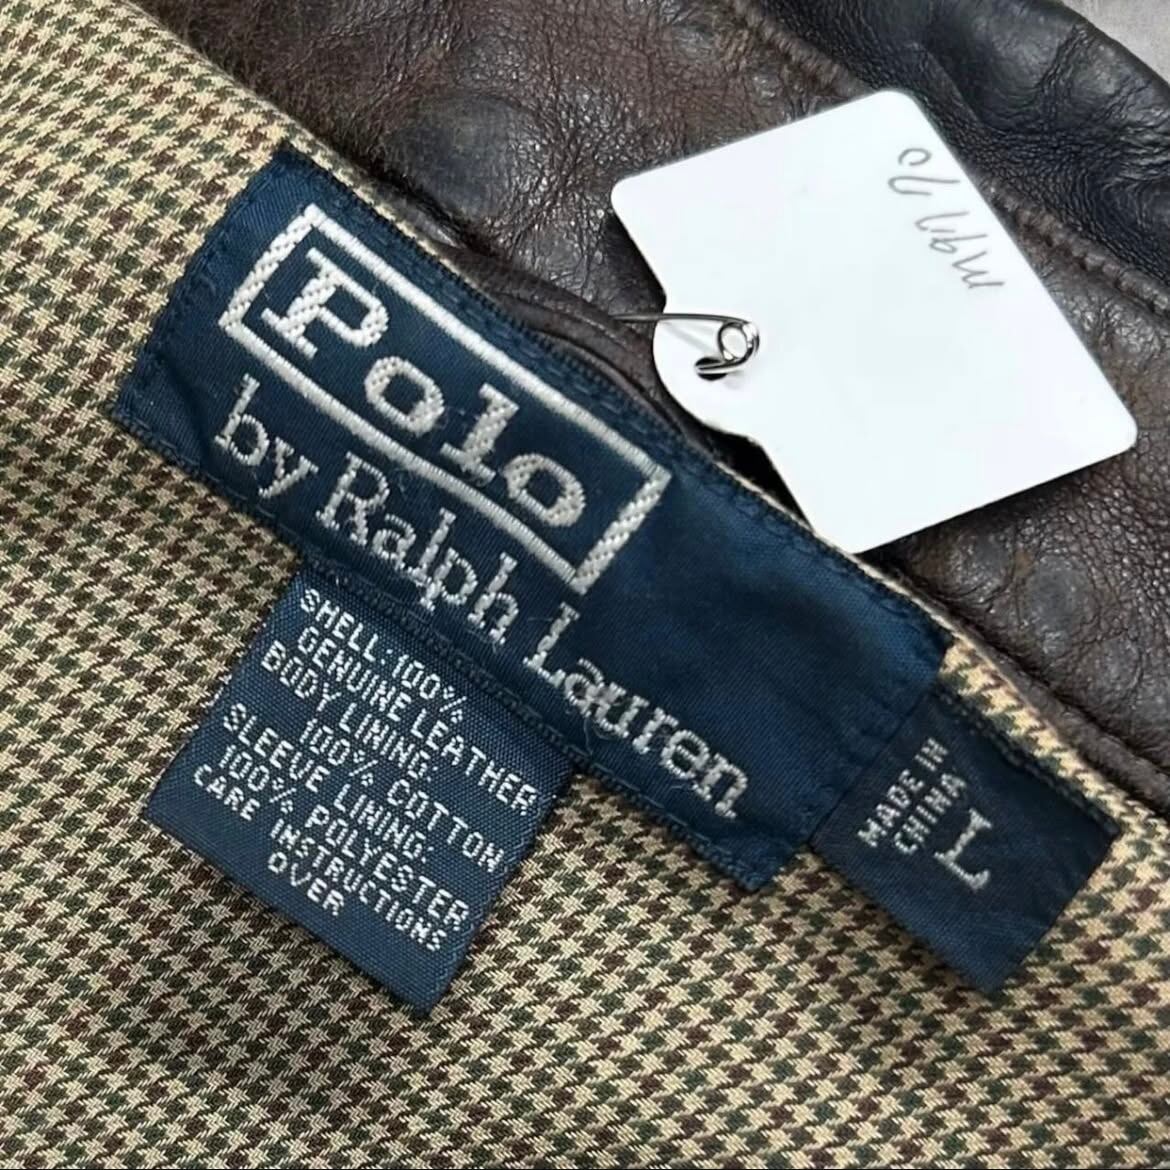 Polo
by Ralph Lauren
SHELL:100%
GENUINE LEATHER
BODY LINING:
100% COTTON
SLEEVE LINING:
100% POLYESTER
CARE INSTRUCTIONS
OVER
MADE IN
CHINA
L